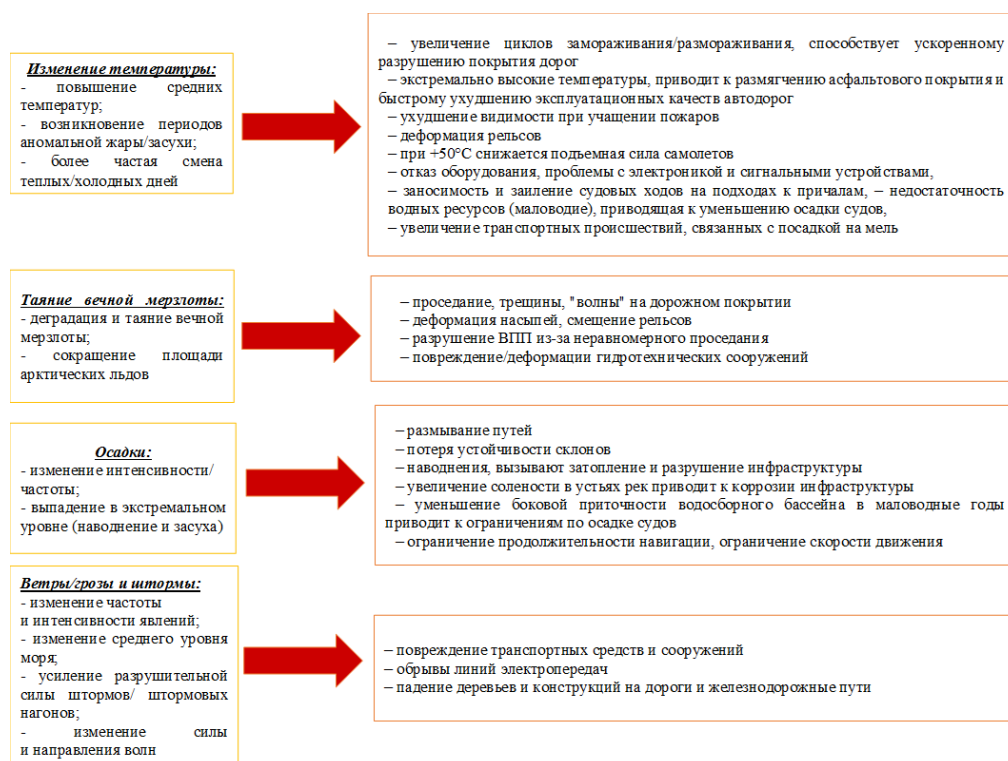 Изменение температуры:
- повышение средних
температур;
- возникновение периодов
аномальной жары/засухи;
- более частая смена
теплых/холодных дней
– увеличение циклов замораживания/размораживания, способствует ускоренному
разрушению покрытия дорог
– экстремально высокие температуры, приводит к размягчению асфальтового покрытия и
быстрому ухудшению эксплуатационных качеств автодорог
– ухудшение видимости при учащении пожаров
– деформация рельсов
– при +50°С снижается подъемная сила самолетов
– отказ оборудования, проблемы с электроникой и сигнальными устройствами,
– заносимость и заиление судовых ходов на подходах к причалам, – недостаточность
водных ресурсов (маловодие), приводящая к уменьшению осадки судов,
– увеличение транспортных происшествий, связанных с посадкой на мель
Таяние вечной мерзлоты:
- деградация и таяние вечной
мерзлоты;
- сокращение площади
арктических льдов
– проседание, трещины, "волны" на дорожном покрытии
– деформация насыпей, смещение рельсов
– разрушение ВПП из-за неравномерного проседания
– повреждение/деформации гидротехнических сооружений
Осадки:
- изменение интенсивности/
частоты;
- выпадение в экстремальном
уровне (наводнение и засуха)
– размывание путей
– потеря устойчивости склонов
– наводнения, вызывают затопление и разрушение инфраструктуры
– увеличение солености в устьях рек приводит к коррозии инфраструктуры
– уменьшение боковой приточности водосборного бассейна в маловодные годы
приводит к ограничениям по осадке судов
– ограничение продолжительности навигации, ограничение скорости движения
Ветры/грозы и штормы:
- изменение частоты
и интенсивности явлений;
- изменение среднего уровня
моря;
- усиление разрушительной
силы штормов/ штормовых
нагонов;
- изменение силы
и направления волн
– повреждение транспортных средств и сооружений
– обрывы линий электропередач
– падение деревьев и конструкций на дороги и железнодорожные пути